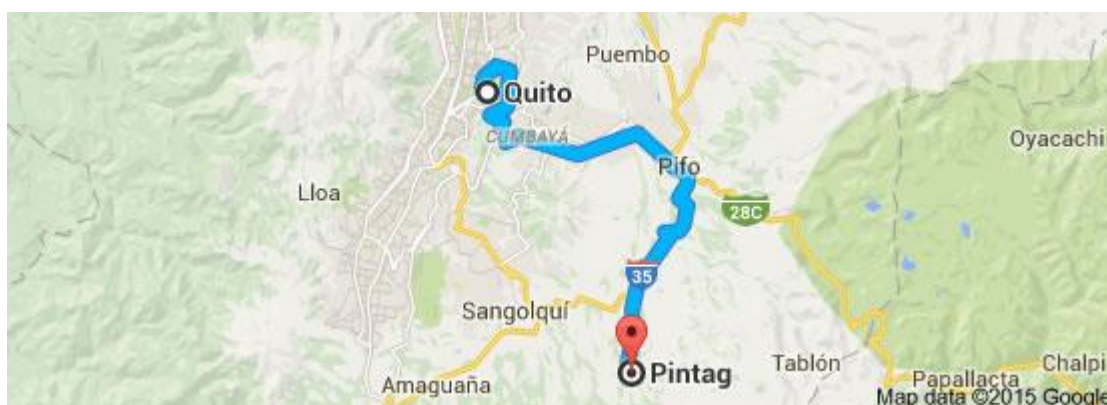 Puembo
Quito
CUMBAYÁ
Oyacachi
Pifo
Lloa
28C
35
Sangolquí
Pintag
Tablón
Chalpi
Amaguaña
Papallacta
Map data ©2015 Google